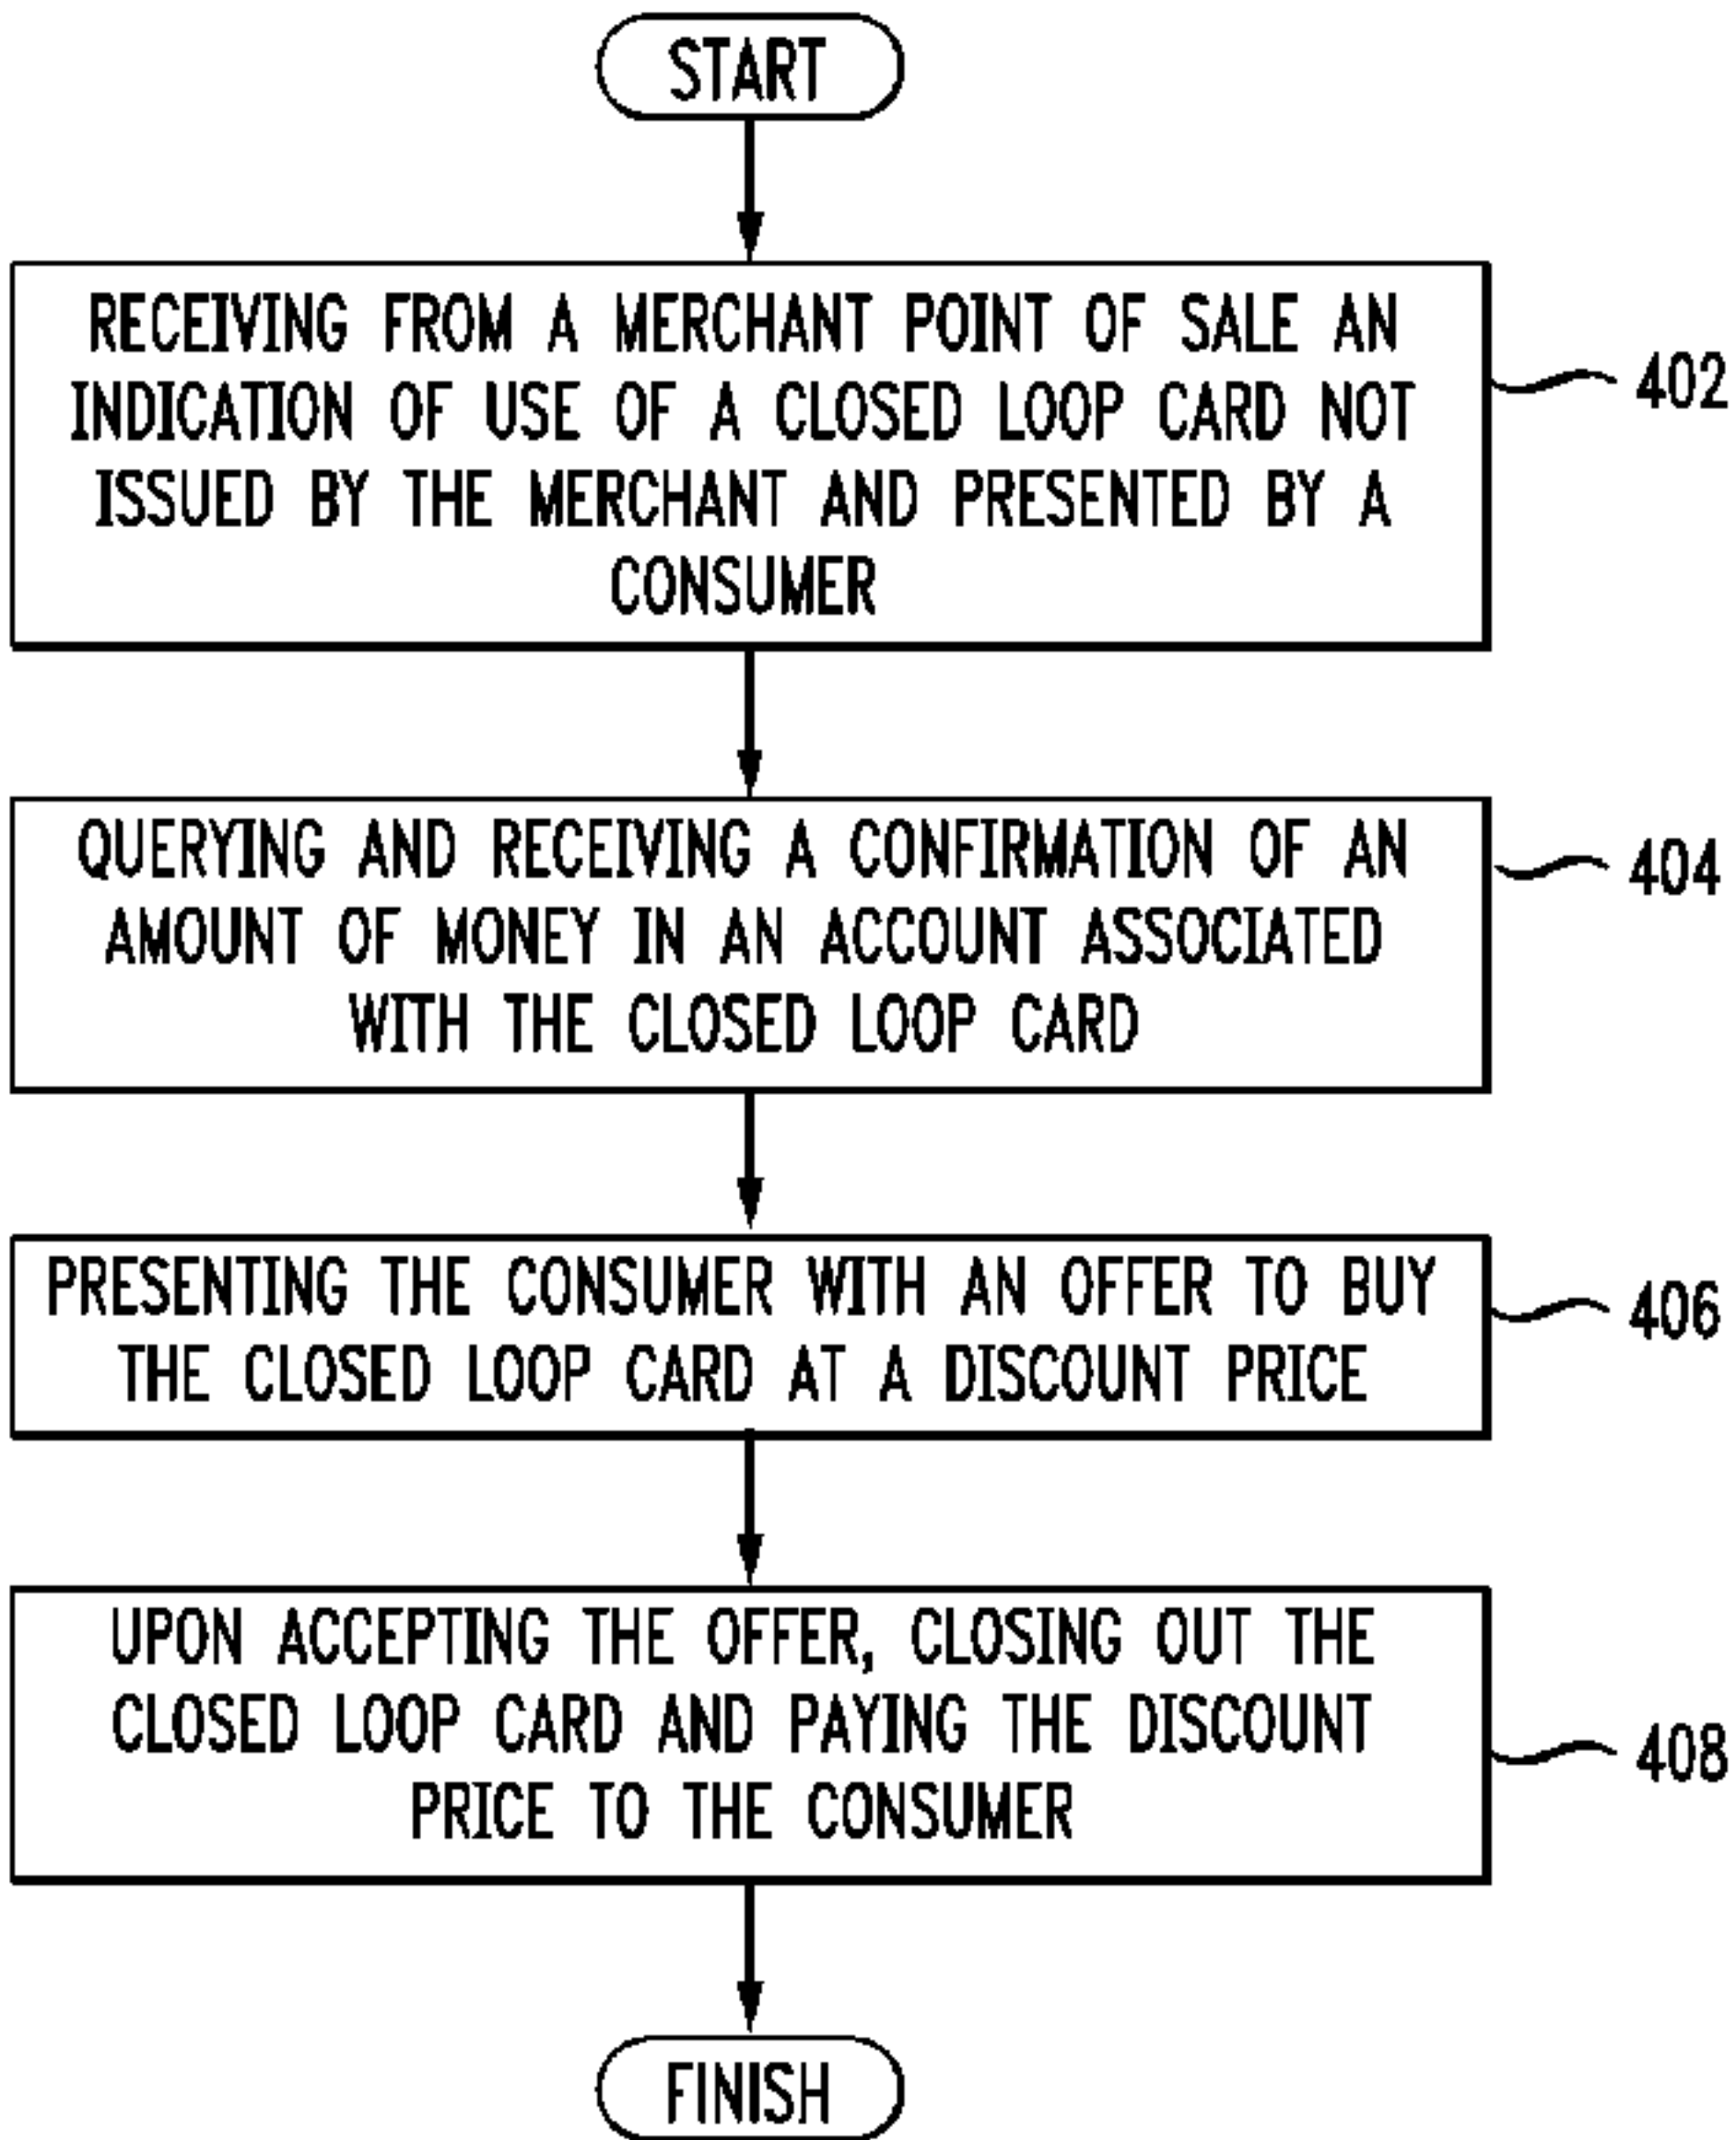 START
RECEIVING FROM A MERCHANT POINT OF SALE AN
INDICATION OF USE OF A CLOSED LOOP CARD NOT
ISSUED BY THE MERCHANT AND PRESENTED BY A
CONSUMER
402
QUERYING AND RECEIVING A CONFIRMATION OF AN
AMOUNT OF MONEY IN AN ACCOUNT ASSOCIATED
WITH THE CLOSED LOOP CARD
404
PRESENTING THE CONSUMER WITH AN OFFER TO BUY
THE CLOSED LOOP CARD AT A DISCOUNT PRICE
406
UPON ACCEPTING THE OFFER, CLOSING OUT THE
CLOSED LOOP CARD AND PAYING THE DISCOUNT
PRICE TO THE CONSUMER
408
FINISH